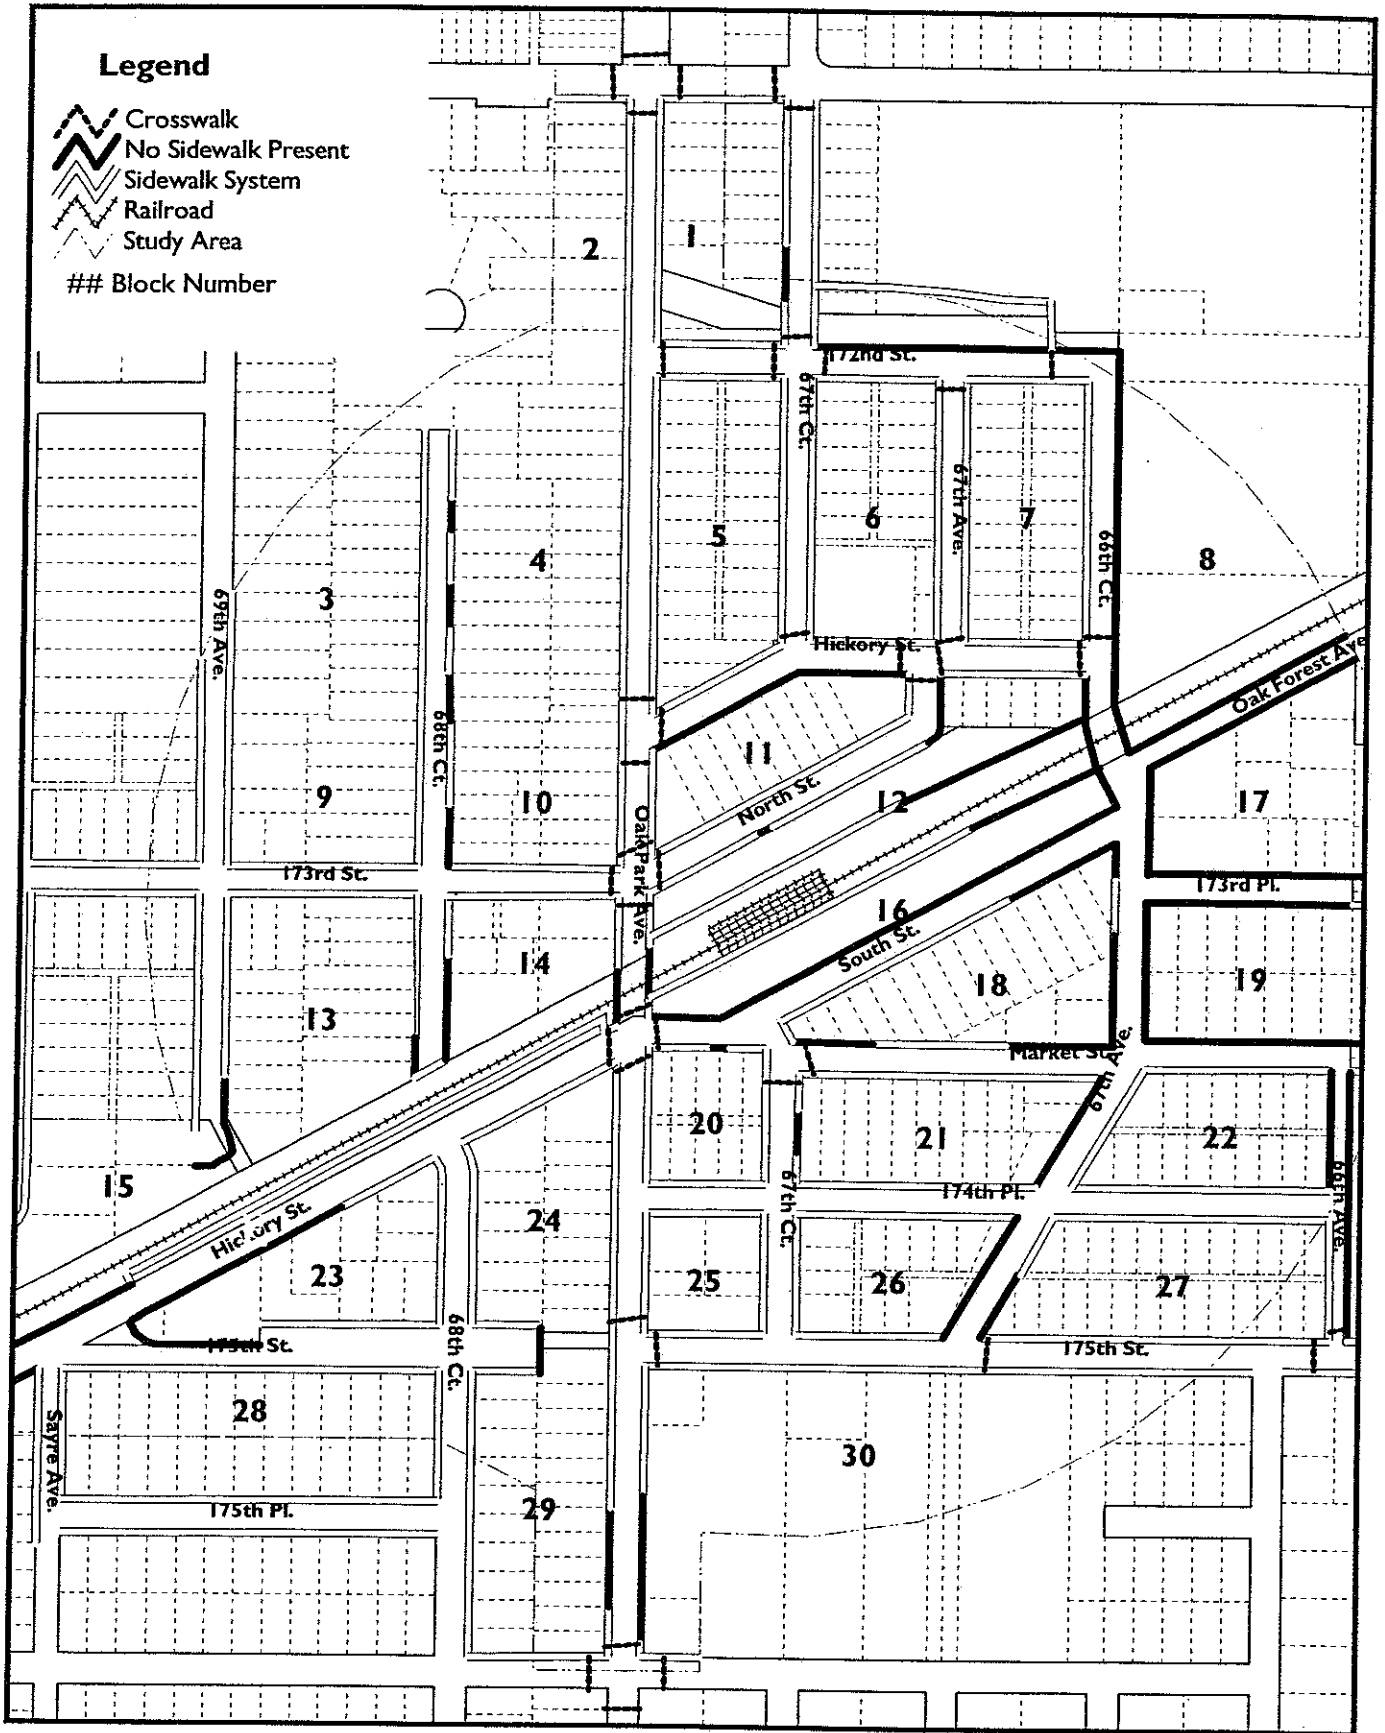 Legend
Crosswalk
No Sidewalk Present
Sidewalk System
Railroad
Study Area
## Block Number
1
2
172nd St.
67th Ct.
67th Ave.
66th Ct.
3
4
5
6
7
8
69th Ave.
68th Ct.
Hickory St.
Oak Forest Ave
9
10
11
12
17
North St.
Oak Park Ave.
173rd St.
173rd Pl.
16
South St.
14
13
18
19
Market St.
67th Ave.
20
21
22
15
174th Pl.
67th Ct.
66th Ave.
Hickory St.
24
23
25
26
27
175th St.
68th Ct.
175th St.
28
Sayre Ave.
30
29
175th Pl.